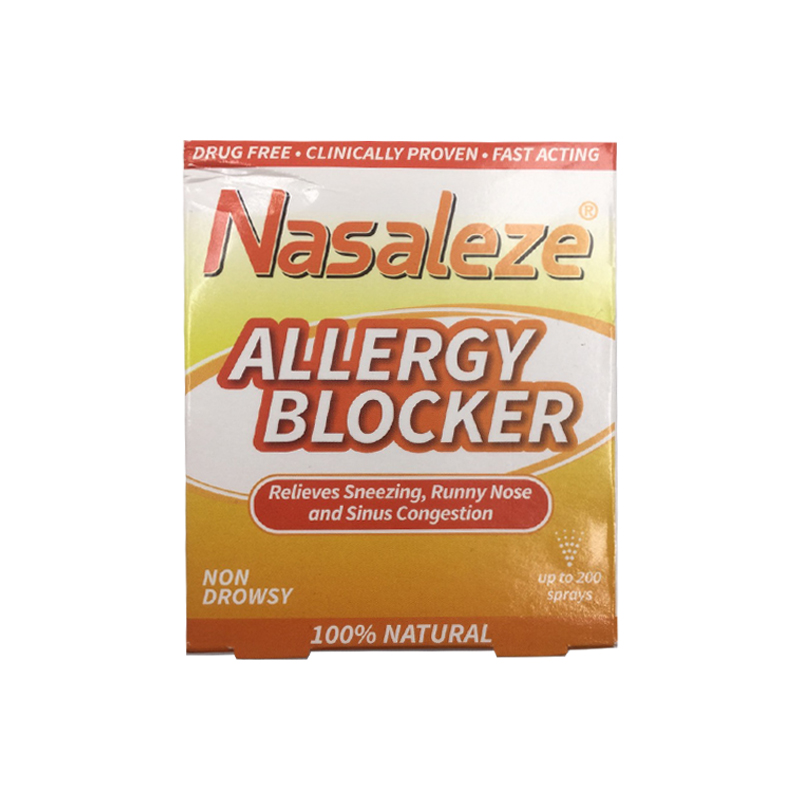 DRUG FREE • CLINICALLY PROVEN • FAST ACTING
Nasaleze®
ALLERGY
BLOCKER
Relieves Sneezing, Runny Nose
and Sinus Congestion
NON
DROWSY
up to 200
sprays
100% NATURAL